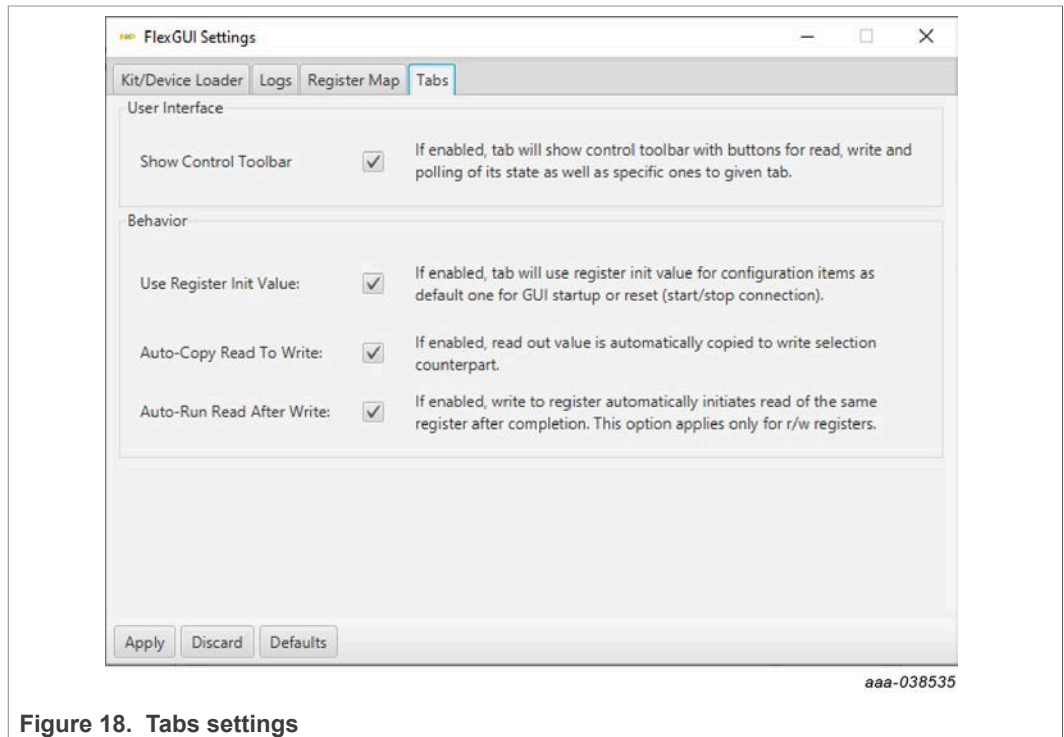 FlexGUI Settings
Kit/Device Loader Logs Register Map Tabs
User Interface
Show Control Toolbar
If enabled, tab will show control toolbar with buttons for read, write and
polling of its state as well as specific ones to given tab.
Behavior
Use Register Init Value:
If enabled, tab will use register init value for configuration items as
default one for GUI startup or reset (start/stop connection).
Auto-Copy Read To Write:
If enabled, read out value is automatically copied to write selection
counterpart.
Auto-Run Read After Write:
If enabled, write to register automatically initiates read of the same
register after completion. This option applies only for r/w registers.
Apply Discard Defaults
aaa-038535
Figure 18. Tabs settings